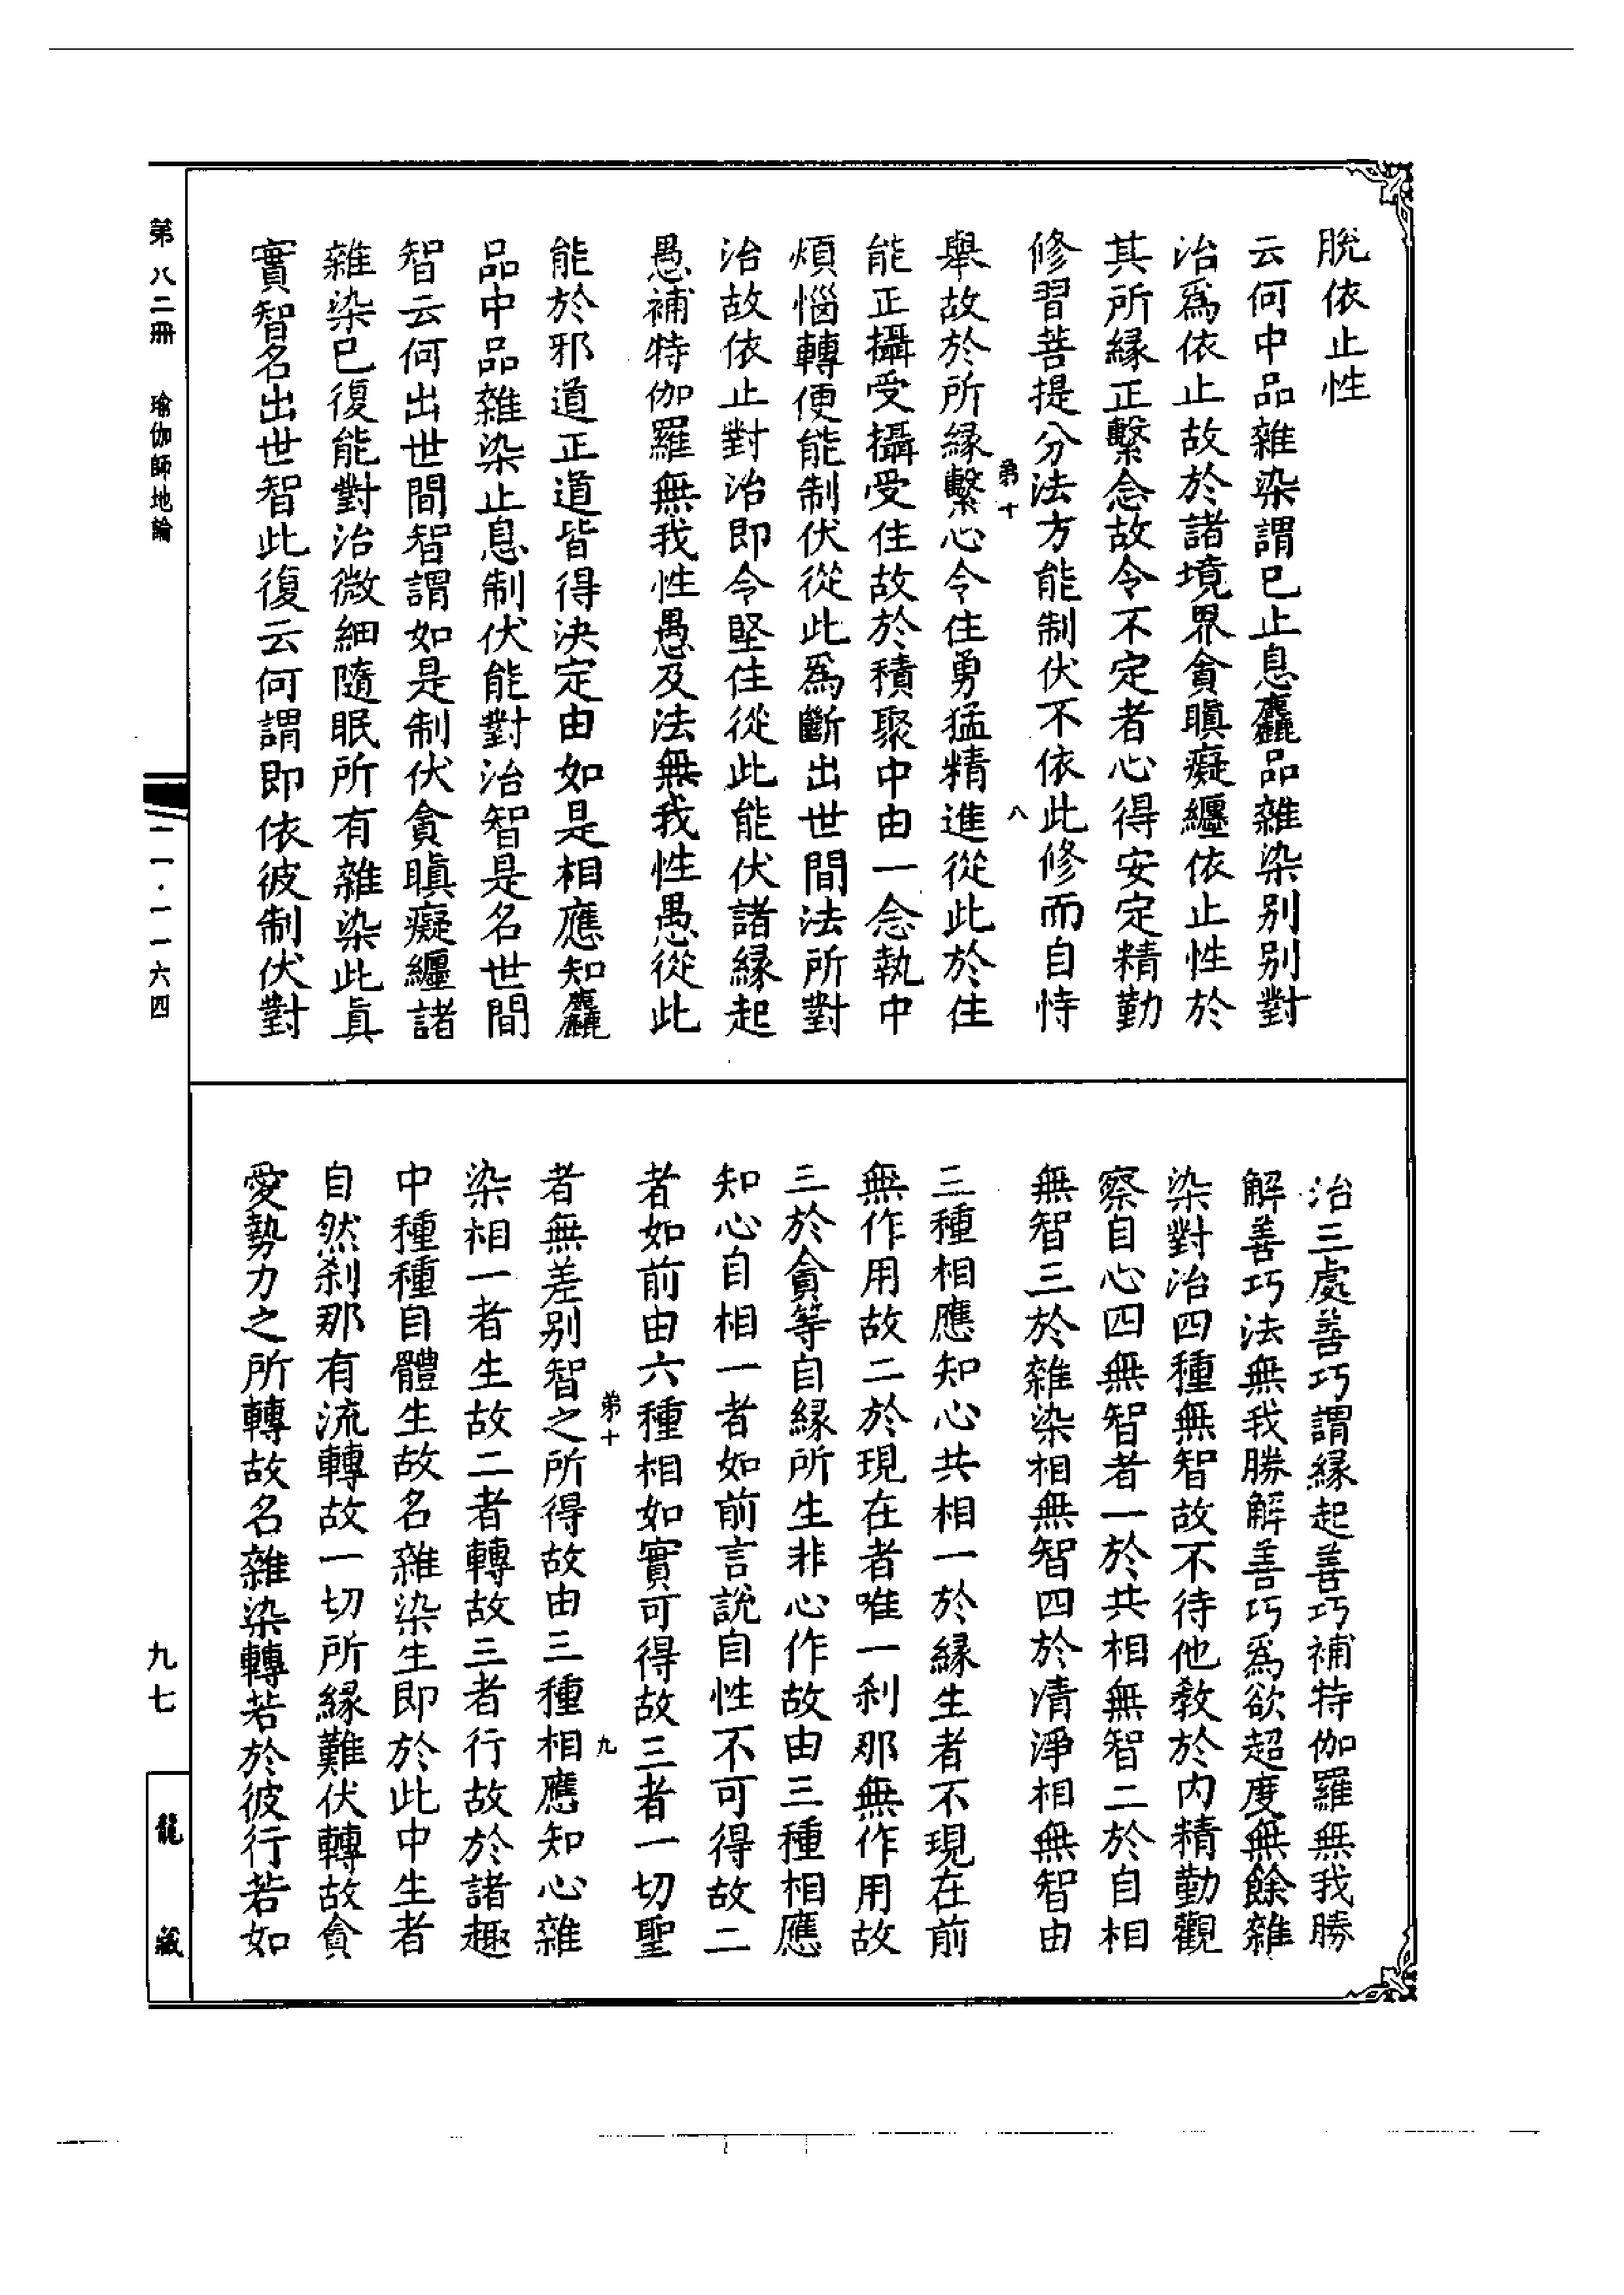 脫依止性
云何中品雜染謂已止息麤品雜染別別對
治爲依止故於諸境界貪瞋癡纏依止性於
其所緣正繫念故令不定者心得安定精勤
修習菩提分法方能制伏不依此修而自恃
第十
八
舉故於所緣繫心令住勇猛精進從此於住
能正攝受攝受住故於積聚中由一念執中
煩惱轉便能制伏從此爲斷出世間法所對
治故依止對治即令堅住從此能伏諸緣起
愚補特伽羅無我性愚及法無我性愚從此
能於邪道正道皆得決定由如是相應知麤
品中品雜染止息制伏能對治智是名世間
智云何出世間智謂如是制伏貪瞋癡纏諸
雜染已復能對治微細隨眠所有雜染此真
實智名出世智此復云何謂即依彼制伏對
治三處善巧謂緣起善巧補特伽羅無我勝
解善巧法無我勝解善巧爲欲超度無餘雜
染對治四種無智故不待他教於內精勤觀
察自心四無智者一於共相無智二於自相
無智三於雜染相無智四於清淨相無智由
三種相應知心共相一於緣生者不現在前
無作用故二於現在者唯一刹那無作用故
三於貪等自緣所生非心作故由三種相應
知心自相一者如前言說自性不可得故二
者如前由六種相如實可得故三者一切聖
第十
九
者無差別智之所得故由三種相應知心雜
染相一者生故二者轉故三者行故於諸趣
中種種自體生故名雜染生即於此中生者
自然刹那有流轉故一切所緣難伏轉故貪
愛勢力之所轉故名雜染轉若於彼行若如
第八二冊　瑜伽師地論
二一·一一六四
九七
龍藏